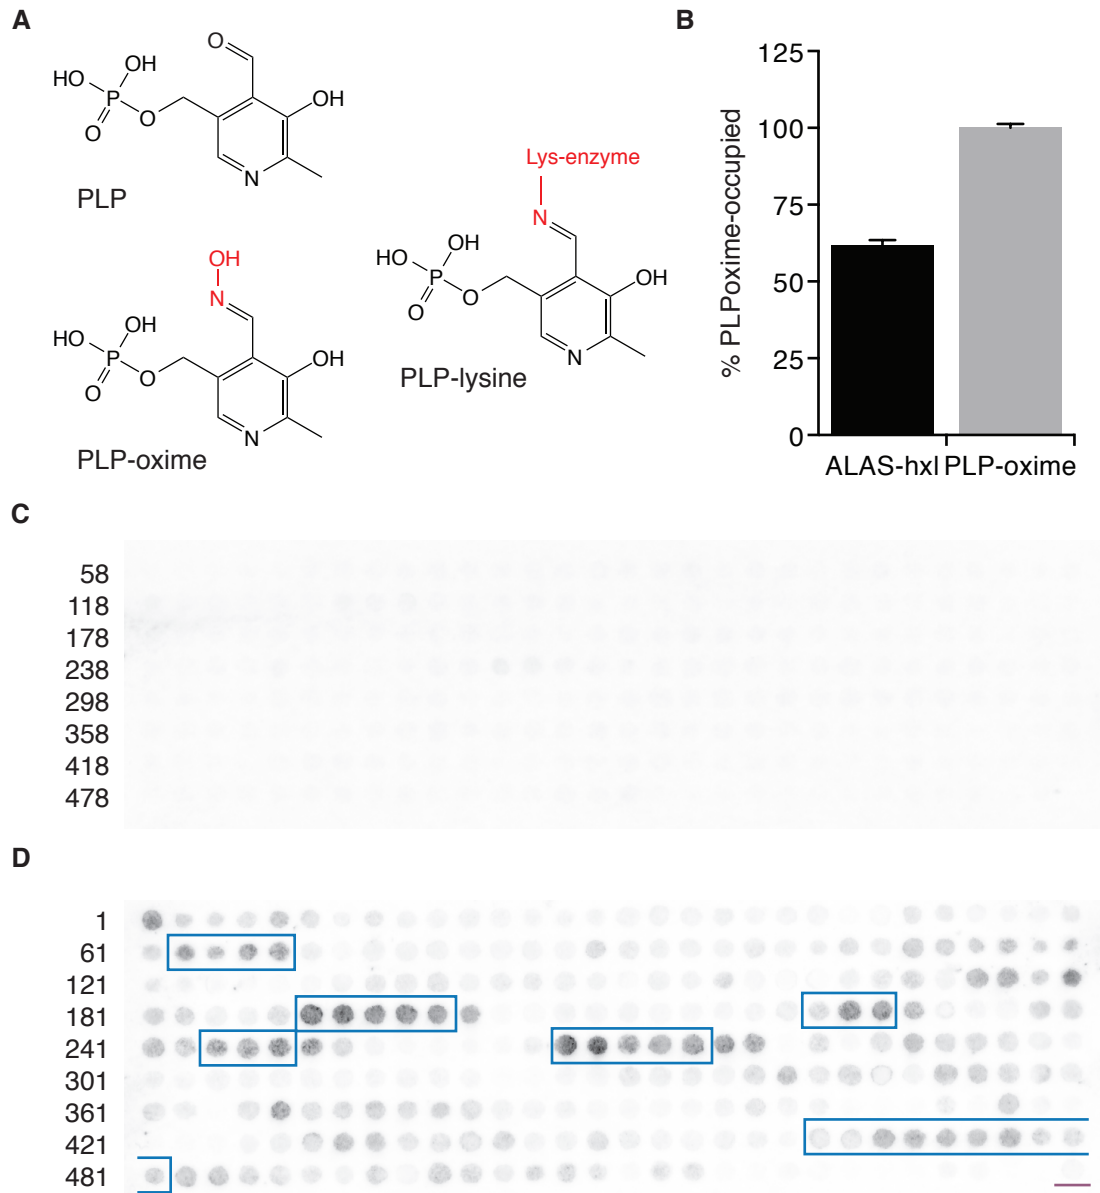 A
O
HO
OH
P
O
O
OH
N
PLP
OH
N
HO
OH
P
O
O
OH
N
PLP-oxime
Lys-enzyme
N
HO
OH
P
O
O
OH
N
PLP-lysine
B
% PLPoxime-occupied
125
100
75
50
25
0
ALAS-hxl PLP-oxime
C
58
118
178
238
298
358
418
478
D
1
61
121
181
241
301
361
421
481